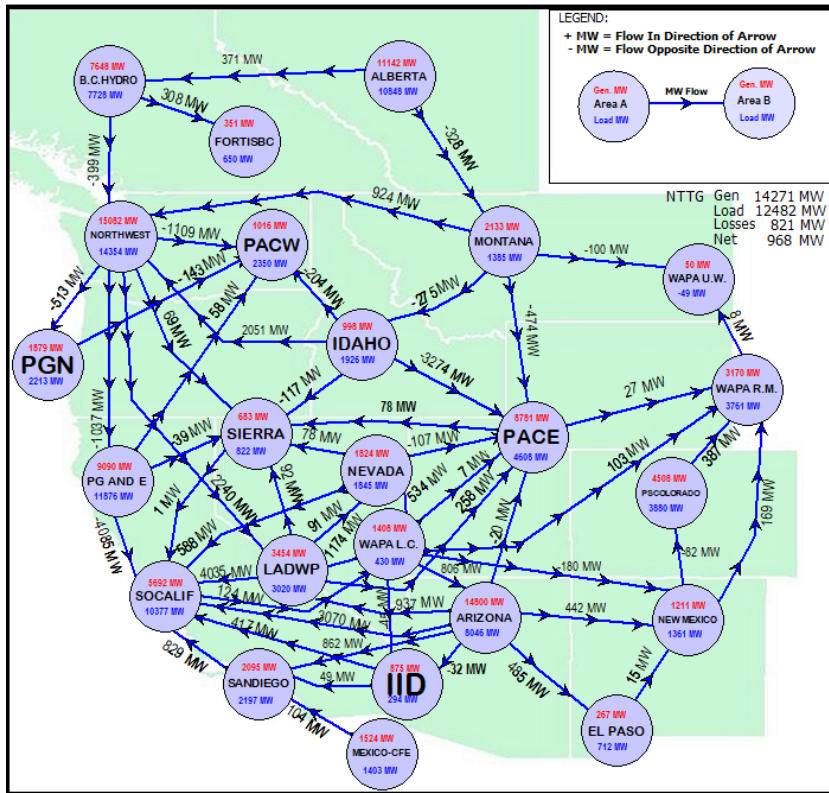 LEGEND:
+ MW = Flow In Direction of Arrow
- MW = Flow Opposite Direction of Arrow
Gen. MW
Area A
Load MW
MW Flow
Gen. MW
Area B
Load MW
NTTG Gen 14271 MW
Load 12482 MW
Losses 821 MW
Net 968 MW
7648 MW
B.C.HYDRO
7728 MW
371 MW
11142 MW
ALBERTA
10848 MW
308 MW
351 MW
FORTISBC
650 MW
-399 MW
-328 MW
924 MW
15082 MW
NORTHWEST
14354 MW
-1109 MW
1016 MW
PACW
2350 MW
2133 MW
MONTANA
1385 MW
-100 MW
50 MW
WAPA U.W.
-49 MW
-143 MW
-204 MW
-275 MW
-474 MW
-513 MW
58 MW
69 MW
8 MW
1879 MW
PGN
2213 MW
2051 MW
998 MW
IDAHO
1926 MW
-3274 MW
3170 MW
WAPA R.M.
3761 MW
27 MW
-117 MW
78 MW
-1037 MW
-39 MW
683 MW
SIERRA
822 MW
78 MW
-107 MW
8781 MW
PACE
4608 MW
103 MW
387 MW
9090 MW
PG AND E
11876 MW
1824 MW
NEVADA
1845 MW
92 MW
534 MW
7 MW
258 MW
4508 MW
PSCOLORADO
3880 MW
169 MW
1 MW
2240 MW
91 MW
1174 MW
588 MW
-4085 MW
1408 MW
WAPA L.C.
430 MW
-20 MW
-82 MW
3454 MW
LADWP
3020 MW
4035 MW
806 MW
-180 MW
5692 MW
SOCALIF
10377 MW
124 MW
3070 MW
-937 MW
14800 MW
ARIZONA
8046 MW
442 MW
1211 MW
NEW MEXICO
1361 MW
417 MW
862 MW
-32 MW
485 MW
15 MW
829 MW
2095 MW
SANDIEGO
2197 MW
49 MW
875 MW
IID
294 MW
267 MW
EL PASO
712 MW
104 MW
1524 MW
MEXICO-CFE
1403 MW